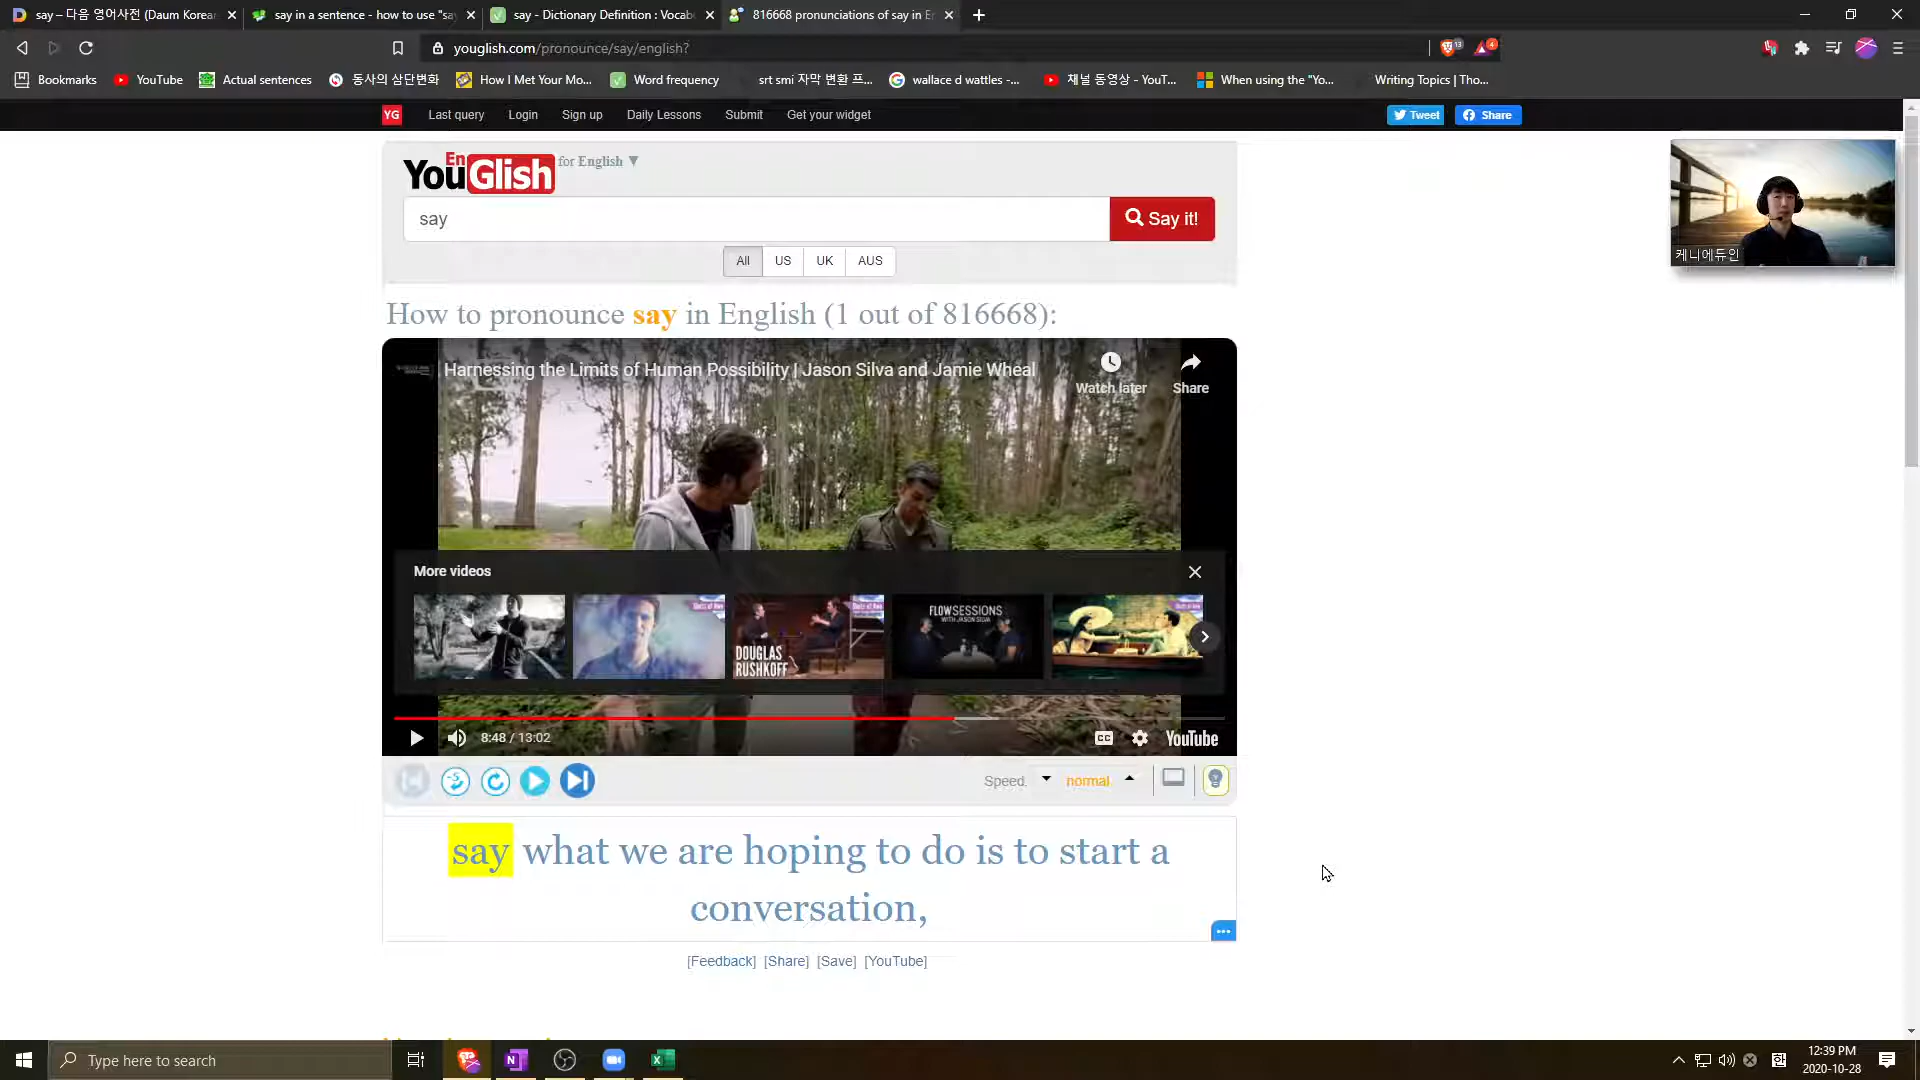 say – 다음 영어사전 (Daum Korean
say in a sentence - how to use "say
say - Dictionary Definition : Vocab
816668 pronunciations of say in E
youglish.com/pronounce/say/english?
13
4
Bookmarks
YouTube
Actual sentences
동사의 삼단변화
How I Met Your Mo...
Word frequency
srt smi 자막 변환 프...
wallace d wattles -...
채널 동영상 - YouT...
When using the "Yo...
Writing Topics | Tho...
YG
Last query
Login
Sign up
Daily Lessons
Submit
Get your widget
Tweet
Share
YouGlish
En
for English ▼
say
Say it!
All
US
UK
AUS
케니에듀인
How to pronounce say in English (1 out of 816668):
Harnessing the Limits of Human Possibility | Jason Silva and Jamie Wheal
Watch later
Share
More videos
DOUGLAS
RUSHKOFF
FLOWSESSIONS
WITH JASON SILVA
8:48 / 13:02
CC
YouTube
Speed.
normal
say what we are hoping to do is to start a
conversation,
[Feedback] [Share] [Save] [YouTube]
Type here to search
12:39 PM
2020-10-28